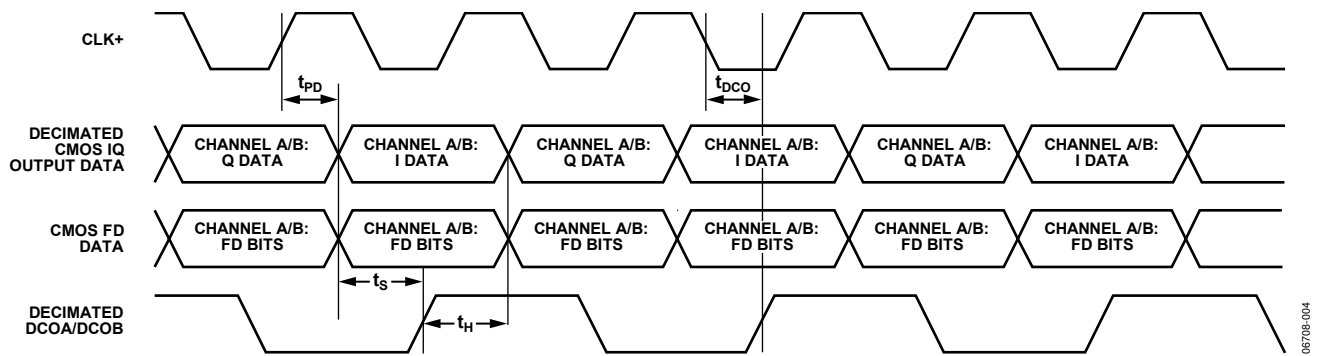 CLK+
tPD
tDCO
DECIMATED
CMOS IQ
OUTPUT DATA
CHANNEL A/B:
Q DATA
CHANNEL A/B:
I DATA
CHANNEL A/B:
Q DATA
CHANNEL A/B:
I DATA
CHANNEL A/B:
Q DATA
CHANNEL A/B:
I DATA
CMOS FD
DATA
CHANNEL A/B:
FD BITS
CHANNEL A/B:
FD BITS
CHANNEL A/B:
FD BITS
CHANNEL A/B:
FD BITS
CHANNEL A/B:
FD BITS
CHANNEL A/B:
FD BITS
tS
tH
DECIMATED
DCOA/DCOB
06708-004